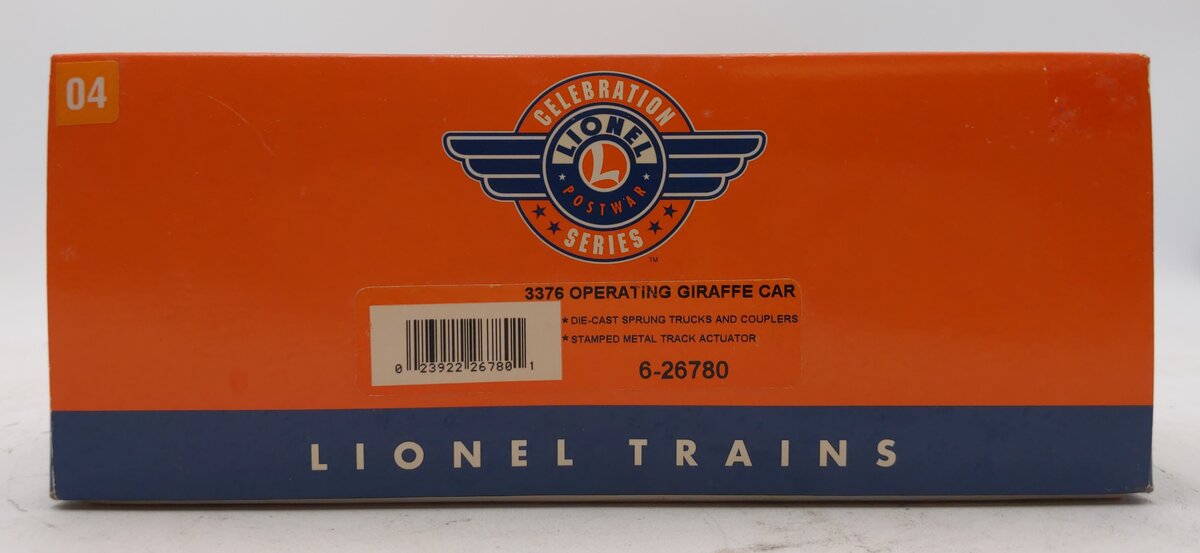 04
CELEBRATION
LIONEL
L
POSTWAR
SERIES
TM
3376 OPERATING GIRAFFE CAR
* DIE-CAST SPRUNG TRUCKS AND COUPLERS
* STAMPED METAL TRACK ACTUATOR
6-26780
0 23922 26780 1
LIONEL TRAINS